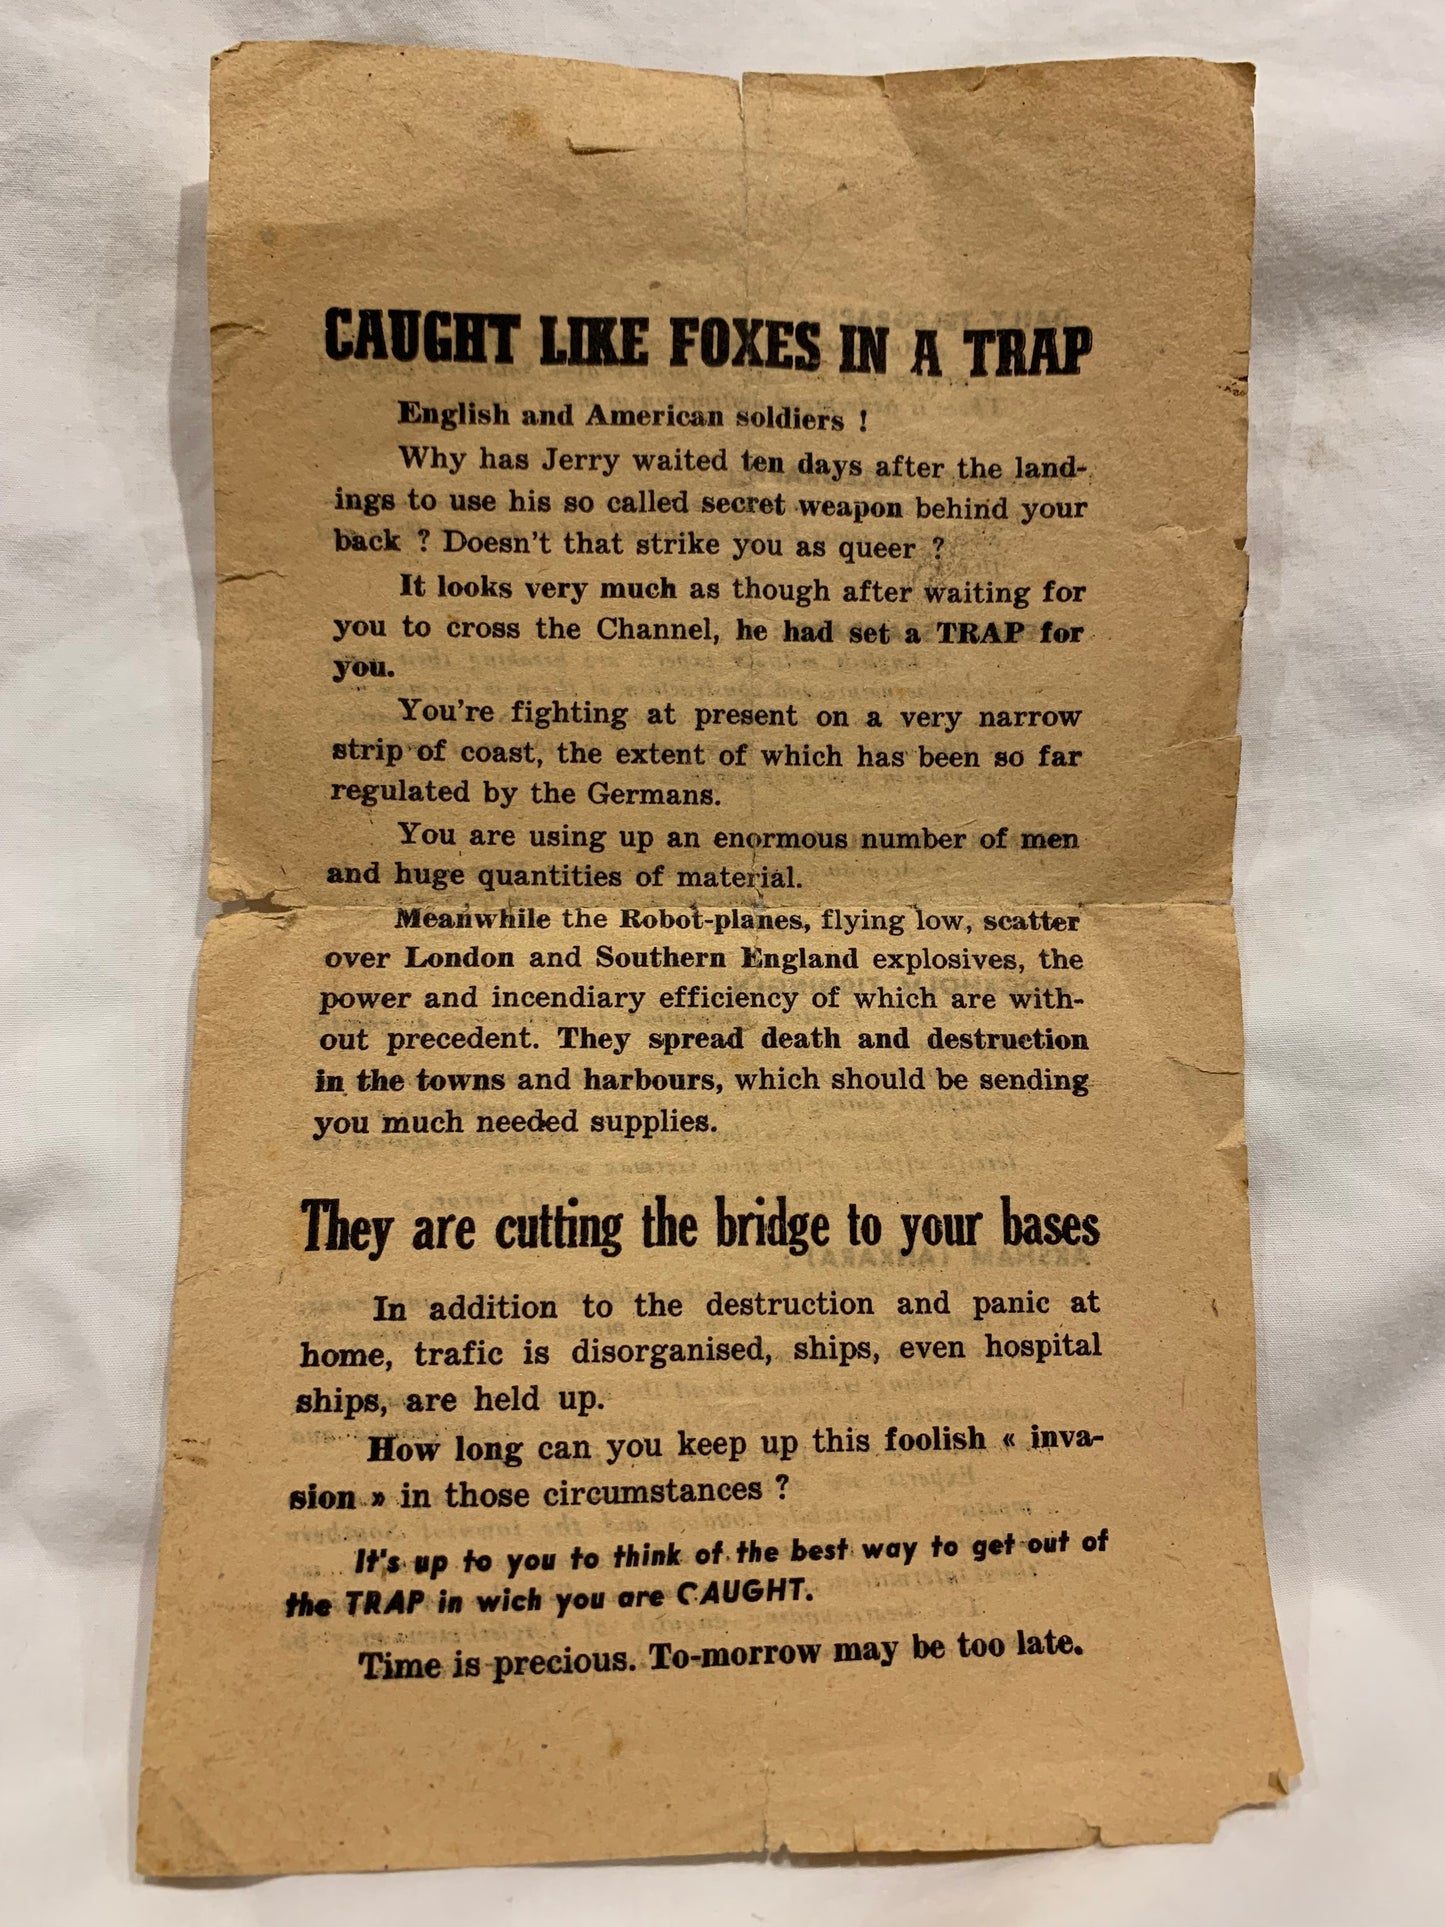 CAUGHT LIKE FOXES IN A TRAP
English and American soldiers !
Why has Jerry waited ten days after the land-
ings to use his so called secret weapon behind your
back ? Doesn't that strike you as queer ?
It looks very much as though after waiting for
you to cross the Channel, he had set a TRAP for
you.
You're fighting at present on a very narrow
strip of coast, the extent of which has been so far
regulated by the Germans.
You are using up an enormous number of men
and huge quantities of material.
Meanwhile the Robot-planes, flying low, scatter
over London and Southern England explosives, the
power and incendiary efficiency of which are with-
out precedent. They spread death and destruction
in the towns and harbours, which should be sending
you much needed supplies.
They are cutting the bridge to your bases
In addition to the destruction and panic at
home, trafic is disorganised, ships, even hospital
ships, are held up.
How long can you keep up this foolish « inva-
sion » in those circumstances ?
It's up to you to think of the best way to get out of
the TRAP in wich you are CAUGHT.
Time is precious. To-morrow may be too late.